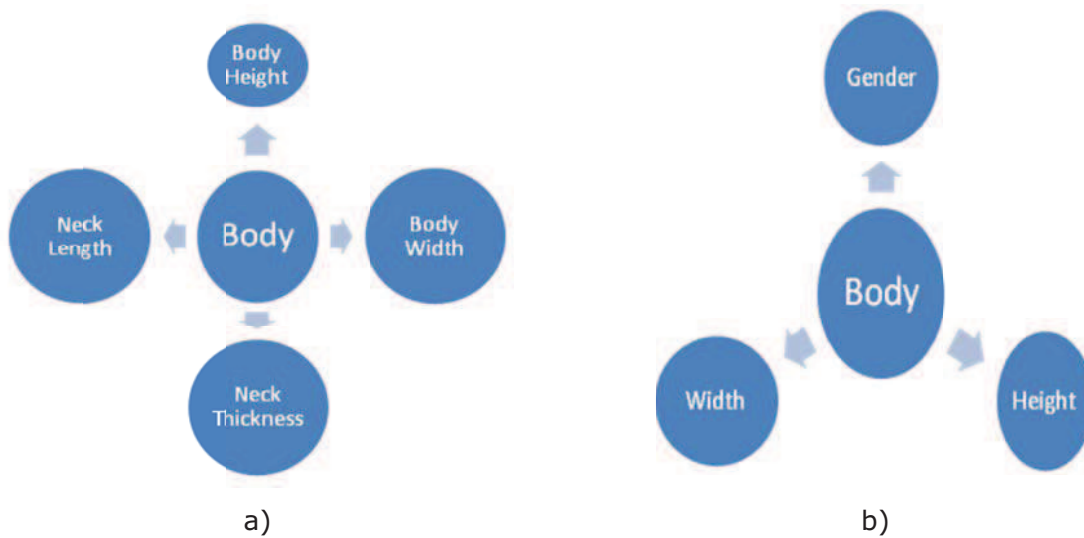 Body
Height
Neck
Length
Body
Body
Width
Neck
Thickness
a)
Gender
Body
Width
Height
b)